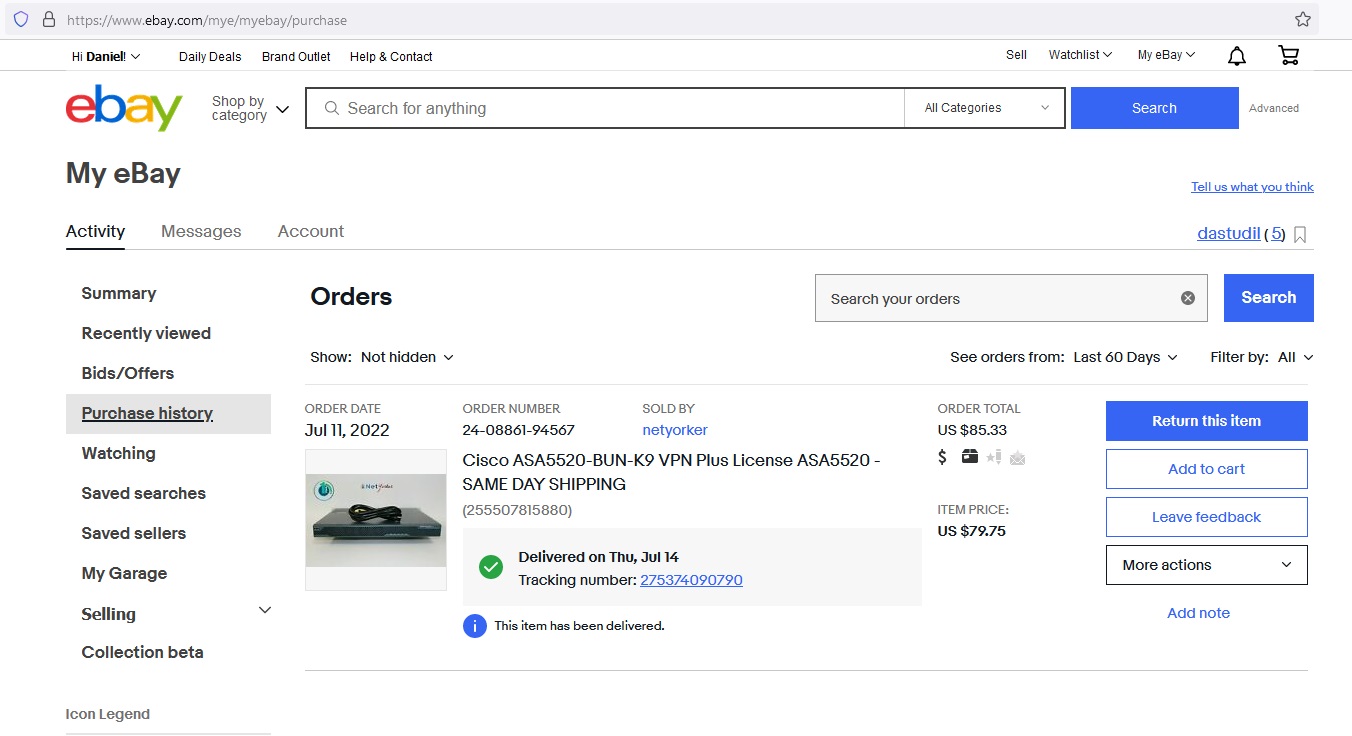 https://www.ebay.com/mye/myebay/purchase
Hi Daniel! Daily Deals Brand Outlet Help & Contact Sell Watchlist My eBay
ebay Shop by category Search for anything All Categories Search Advanced
My eBay
Tell us what you think
Activity Messages Account dastudil (5)
Summary
Recently viewed
Bids/Offers
Purchase history
Watching
Saved searches
Saved sellers
My Garage
Selling
Collection beta
Icon Legend
Orders Search your orders Search
Show: Not hidden See orders from: Last 60 Days Filter by: All
ORDER DATE ORDER NUMBER SOLD BY ORDER TOTAL
Jul 11, 2022 24-08861-94567 netyorker US $85.33
Cisco ASA5520-BUN-K9 VPN Plus License ASA5520 -
SAME DAY SHIPPING
(255507815880)
ITEM PRICE:
US $79.75
Delivered on Thu, Jul 14
Tracking number: 275374090790
This item has been delivered.
Return this item
Add to cart
Leave feedback
More actions
Add note